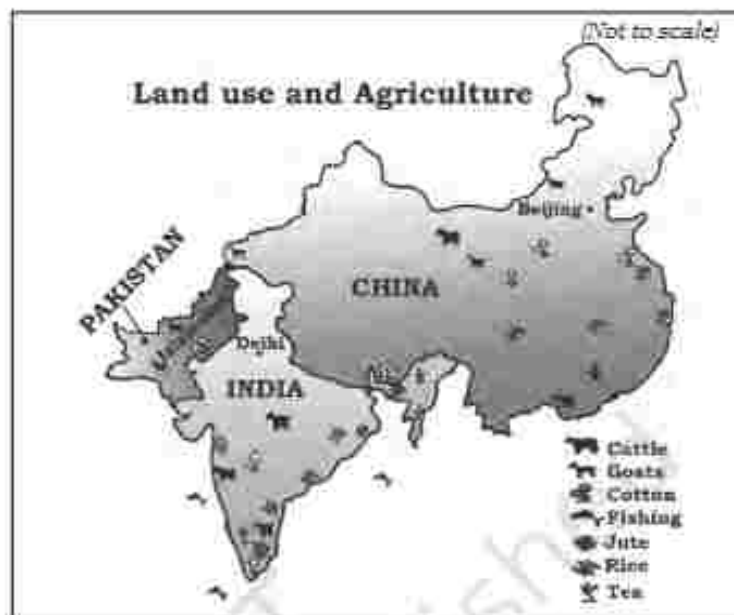 (Not to scale)
Land use and Agriculture
Beijing
PAKISTAN
CHINA
Delhi
INDIA
Cattle
Goats
Cotton
Fishing
Jute
Rice
Tea